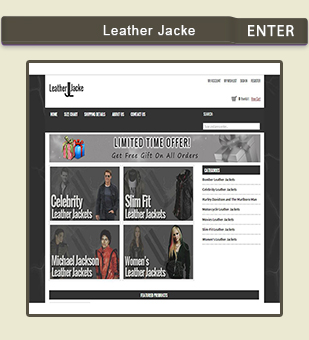 Leather Jacke ENTER
Leather Jacke
MY ACCOUNT MY WISHLIST SIGN IN REGISTER
HOME SIZE CHART SHIPPING DETAILS ABOUT US CONTACT US
SEARCH
LIMITED TIME OFFER!
Get Free Gift On All Orders
CATEGORIES
Bomber Leather Jackets
Celebrity Leather Jackets
Harley Davidson and The Marlboro Man
Motorcycle Leather Jackets
Movies Leather Jackets
Slim Fit Leather Jackets
Women's Leather Jackets
Celebrity
Leather Jackets
Slim Fit
Leather Jackets
Michael Jackson
Leather Jackets
Women's
Leather Jackets
FEATURED PRODUCTS